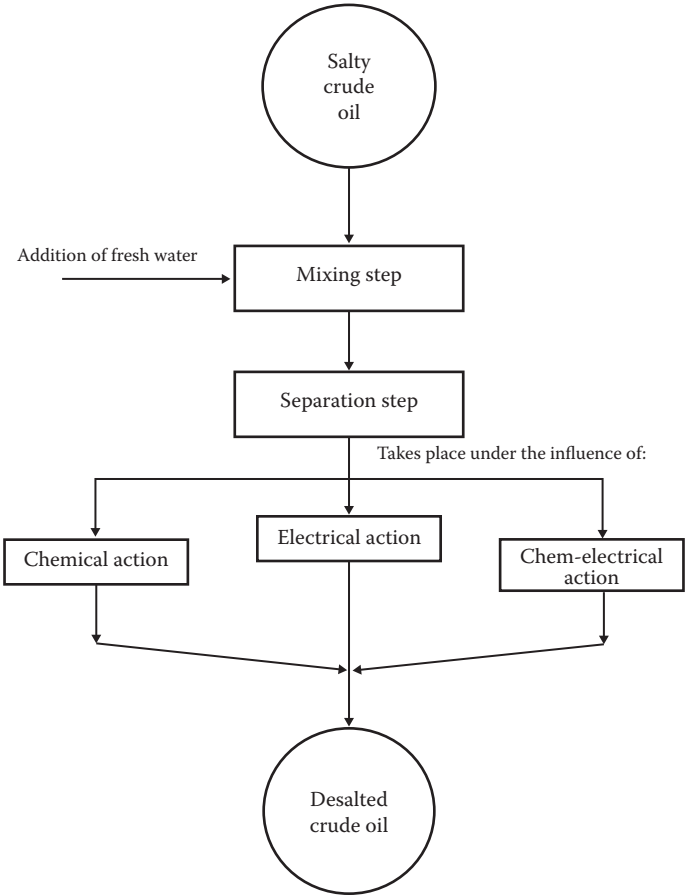 Salty
crude
oil
Addition of fresh water
Mixing step
Separation step
Takes place under the influence of:
Chemical action
Electrical action
Chem-electrical
action
Desalted
crude oil